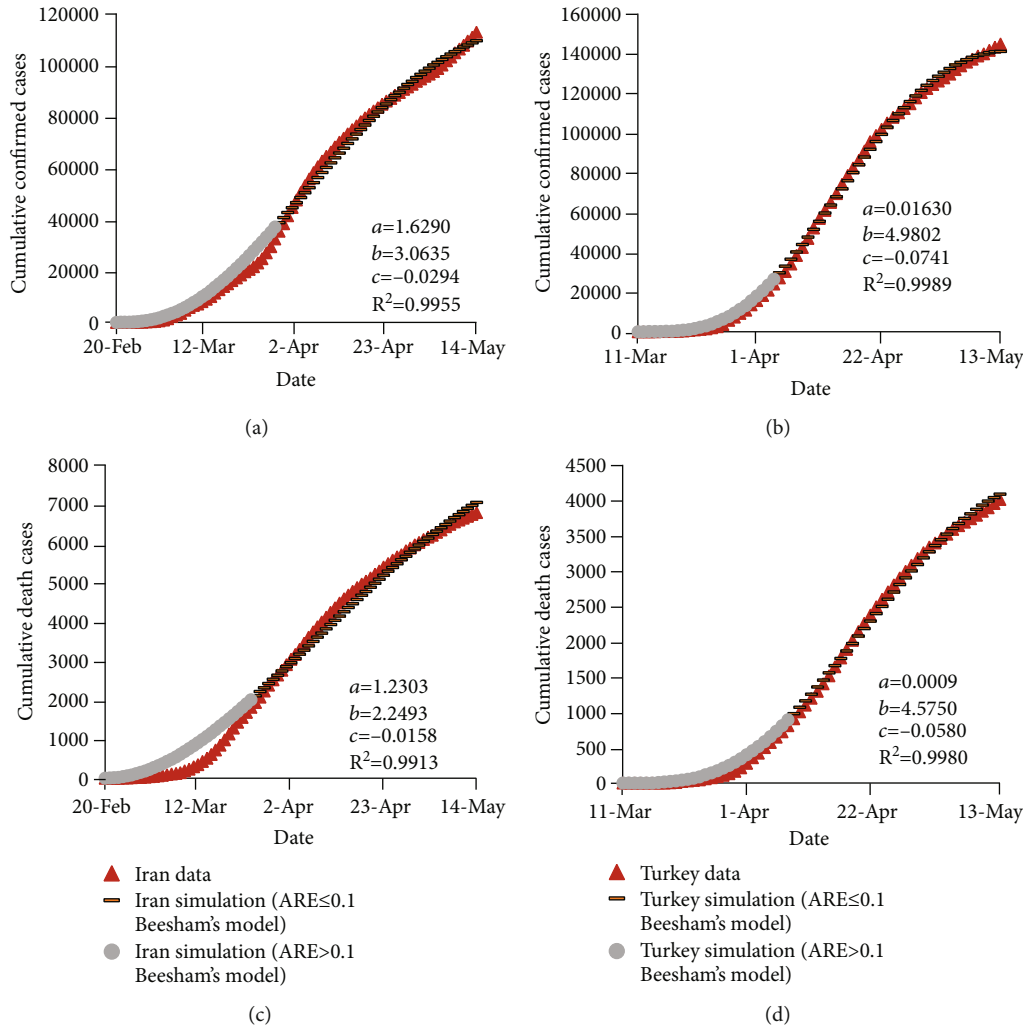 120000
100000
80000
60000
40000
20000
0
Cumulative confirmed cases
20-Feb
12-Mar
2-Apr
23-Apr
14-May
Date
a=1.6290
b=3.0635
c=–0.0294
R²=0.9955
(a)
160000
140000
120000
100000
80000
60000
40000
20000
0
Cumulative confirmed cases
11-Mar
1-Apr
22-Apr
13-May
Date
a=0.01630
b=4.9802
c=–0.0741
R²=0.9989
(b)
8000
7000
6000
5000
4000
3000
2000
1000
0
Cumulative death cases
20-Feb
12-Mar
2-Apr
23-Apr
14-May
Date
a=1.2303
b=2.2493
c=–0.0158
R²=0.9913
Iran data
Iran simulation (ARE≤0.1
Beesham's model)
Iran simulation (ARE>0.1
Beesham's model)
(c)
4500
4000
3500
3000
2500
2000
1500
1000
500
0
Cumulative death cases
11-Mar
1-Apr
22-Apr
13-May
Date
a=0.0009
b=4.5750
c=–0.0580
R²=0.9980
Turkey data
Turkey simulation (ARE≤0.1
Beesham's model)
Turkey simulation (ARE>0.1
Beesham's model)
(d)